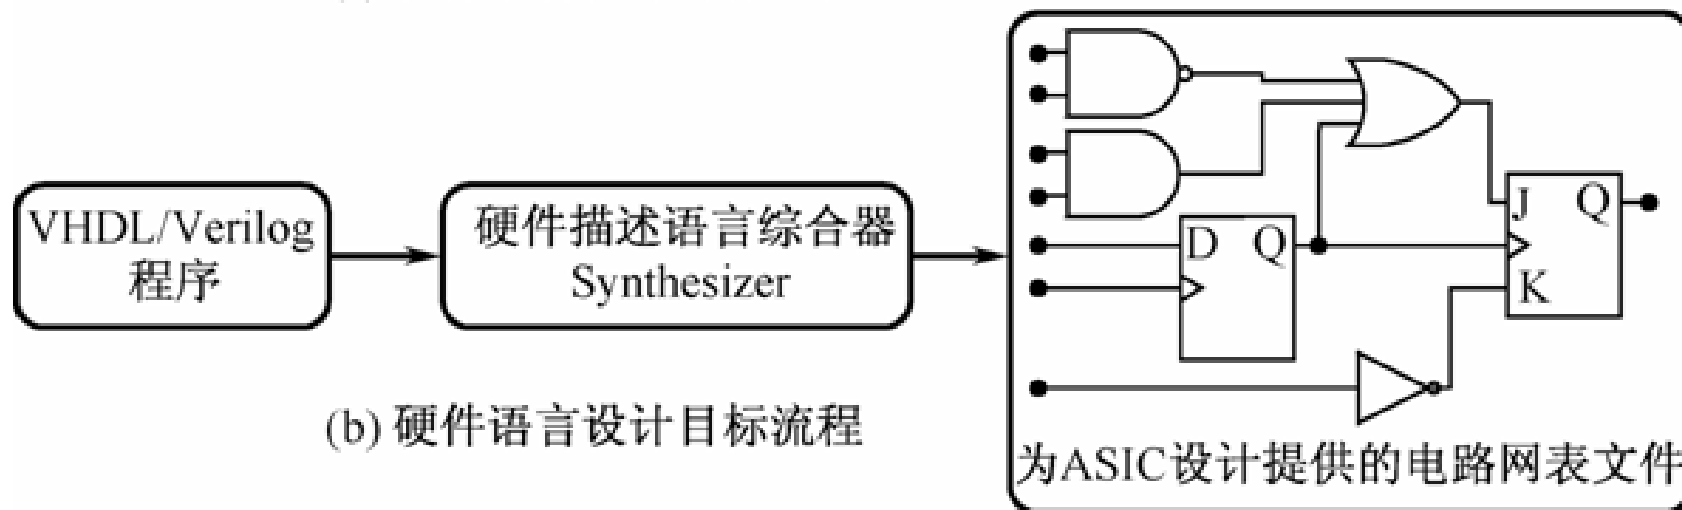 VHDL/Verilog
程序
硬件描述语言综合器
Synthesizer
D Q
J Q
K
(b) 硬件语言设计目标流程
为ASIC设计提供的电路网表文件